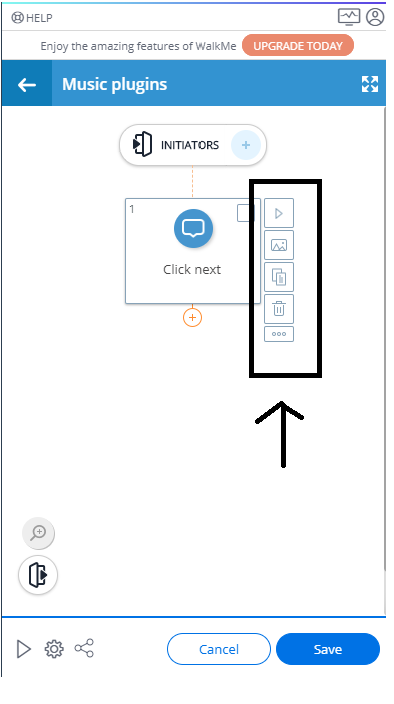 HELP
Enjoy the amazing features of WalkMe UPGRADE TODAY
Music plugins
INITIATORS
1
Click next
Cancel Save